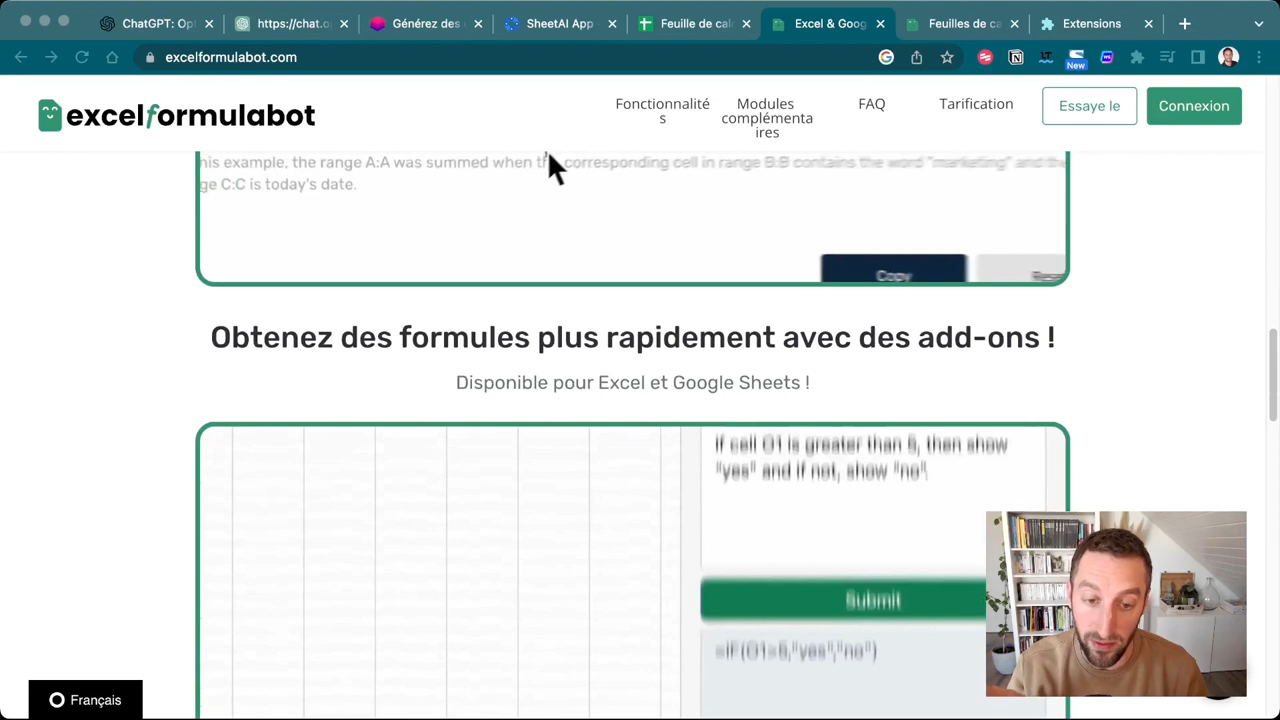 ChatGPT: Op
https://chat.o
Générez des
SheetAI App
Feuille de cal
Excel & Goog
Feuilles de ca
Extensions
excelformulabot.com
New
excelformulabot
Fonctionnalité
s
Modules
complémenta
ires
FAQ
Tarification
Essaye le
Connexion
his example, the range A:A was summed when the corresponding cell in range B:B contains the word "marketing" and the
ge C:C is today's date.
Copy
Obtenez des formules plus rapidement avec des add-ons !
Disponible pour Excel et Google Sheets !
If cell O1 is greater than 5, then show
"yes" and if not, show "no"
Submit
=IF(O1>5,"yes","no")
Français